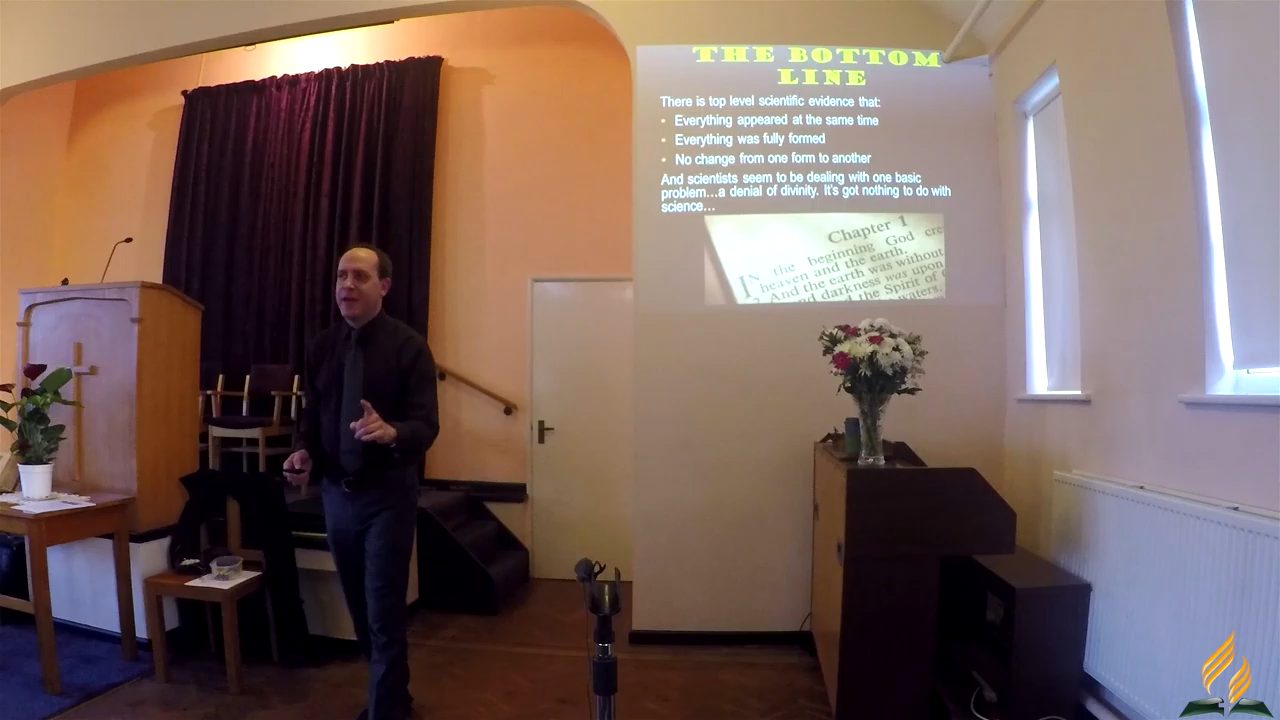 THE BOTTOM
LINE
There is top level scientific evidence that:
• Everything appeared at the same time
• Everything was fully formed
• No change from one form to another
And scientists seem to be dealing with one basic
problem…a denial of divinity. It's got nothing to do with
science…
Chapter 1
IN the beginning God cre
heaven and the earth.
2 And the earth was without
and darkness was upon
the Spirit of
waters.